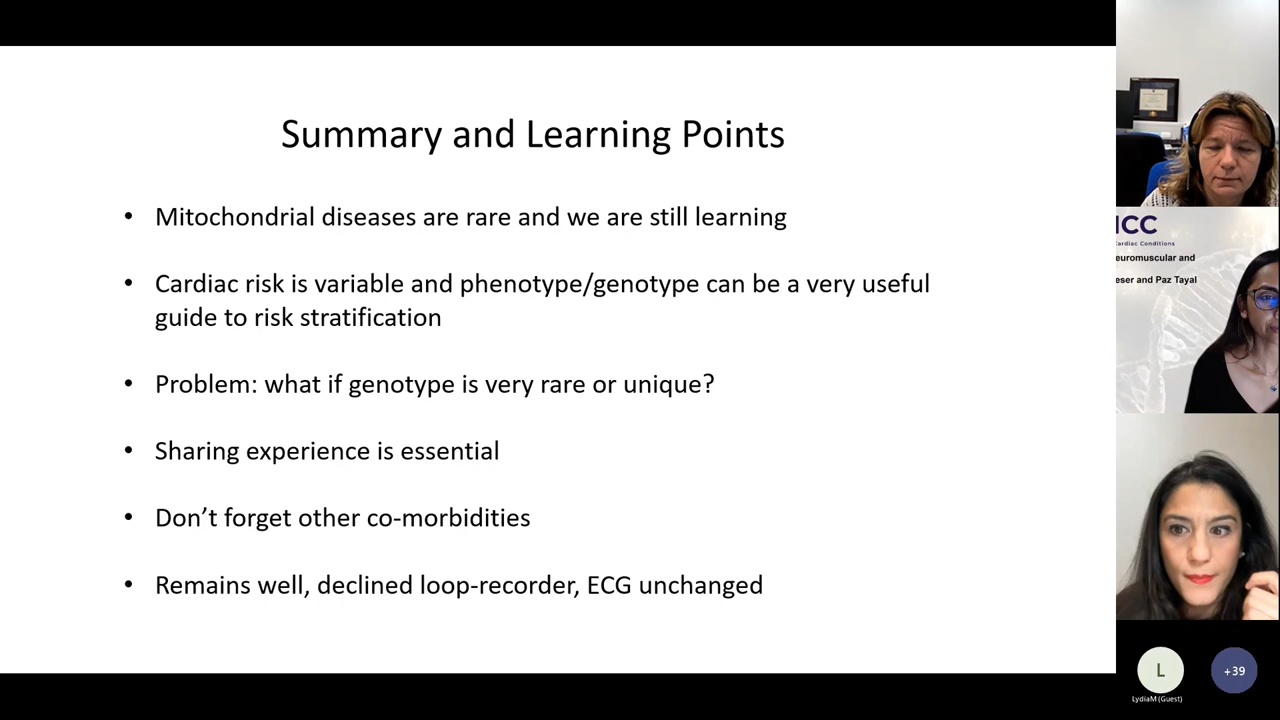 Summary and Learning Points
• Mitochondrial diseases are rare and we are still learning
• Cardiac risk is variable and phenotype/genotype can be a very useful
guide to risk stratification
• Problem: what if genotype is very rare or unique?
• Sharing experience is essential
• Don’t forget other co-morbidities
• Remains well, declined loop-recorder, ECG unchanged
ICC
Cardiac Conditions
euromuscular and
eser and Paz Tayal
L
+39
LydiaM (Guest)